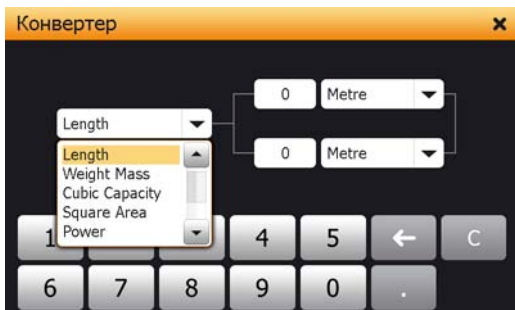 Конвертер
0 Metre
Length
0 Metre
Length
Weight Mass
Cubic Capacity
Square Area
Power
1 4 5 ← C
6 7 8 9 0 .